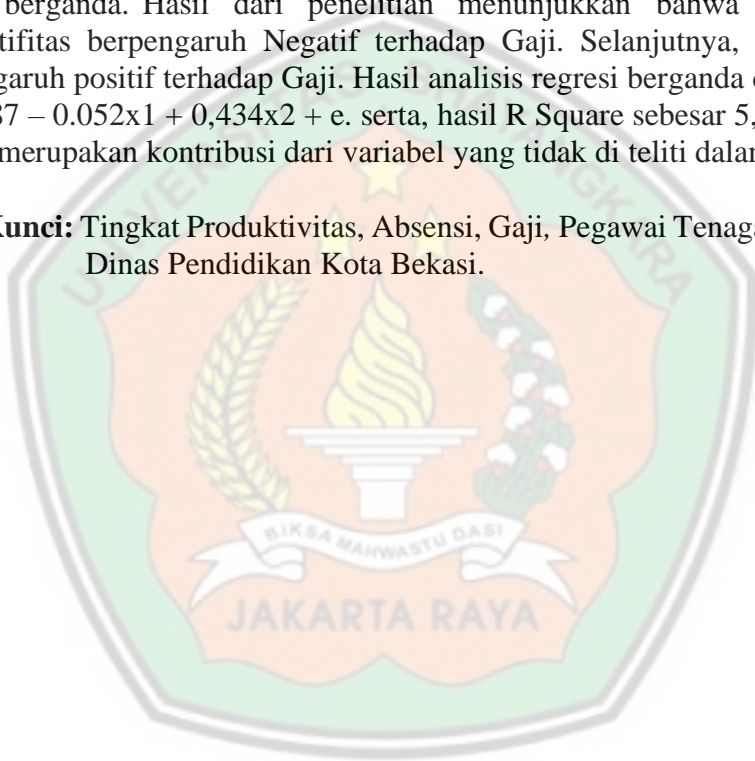 berganda. Hasil dari penelitian menunjukkan bahwa
tifitas berpengaruh Negatif terhadap Gaji. Selanjutnya,
garuh positif terhadap Gaji. Hasil analisis regresi berganda
37 – 0.052x1 + 0,434x2 + e. serta, hasil R Square sebesar 5,
merupakan kontribusi dari variabel yang tidak di teliti dalam
Kunci: Tingkat Produktivitas, Absensi, Gaji, Pegawai Tenaga
Dinas Pendidikan Kota Bekasi.
UNIVERSITAS BHAYANGKARA
BIKSA MAHWASTU DASI
JAKARTA RAYA